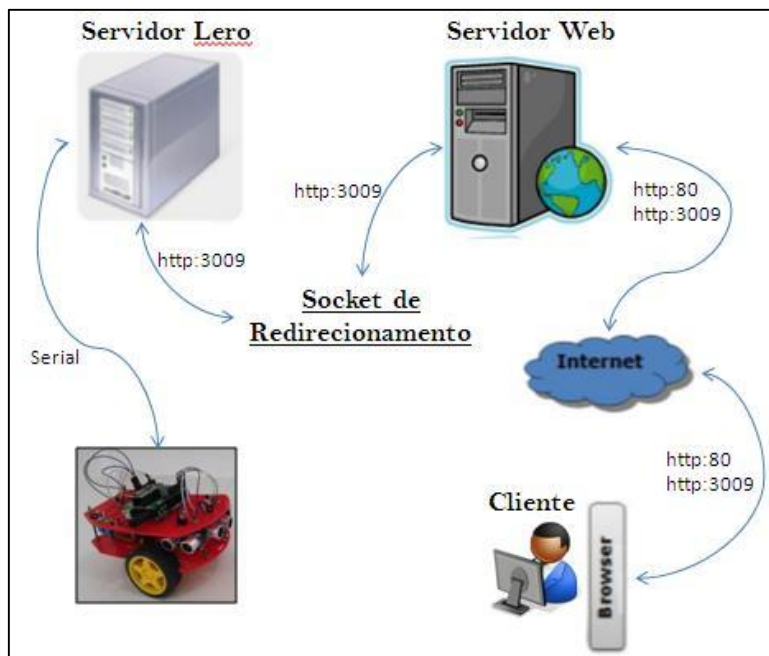 Servidor Lero
Servidor Web
http:3009
http:80
http:3009
http:3009
Socket de
Redirecionamento
Serial
Internet
http:80
http:3009
Cliente
Browser